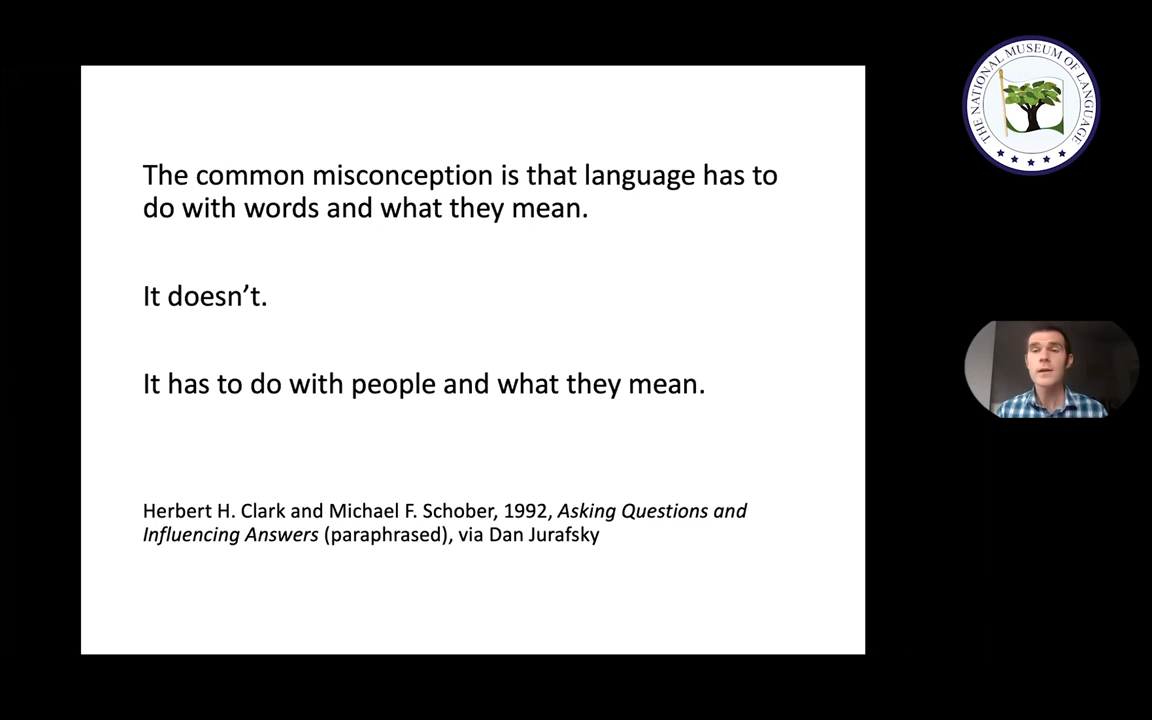 The common misconception is that language has to
do with words and what they mean.
It doesn’t.
It has to do with people and what they mean.
Herbert H. Clark and Michael F. Schober, 1992, Asking Questions and
Influencing Answers (paraphrased), via Dan Jurafsky
THE NATIONAL MUSEUM OF LANGUAGE